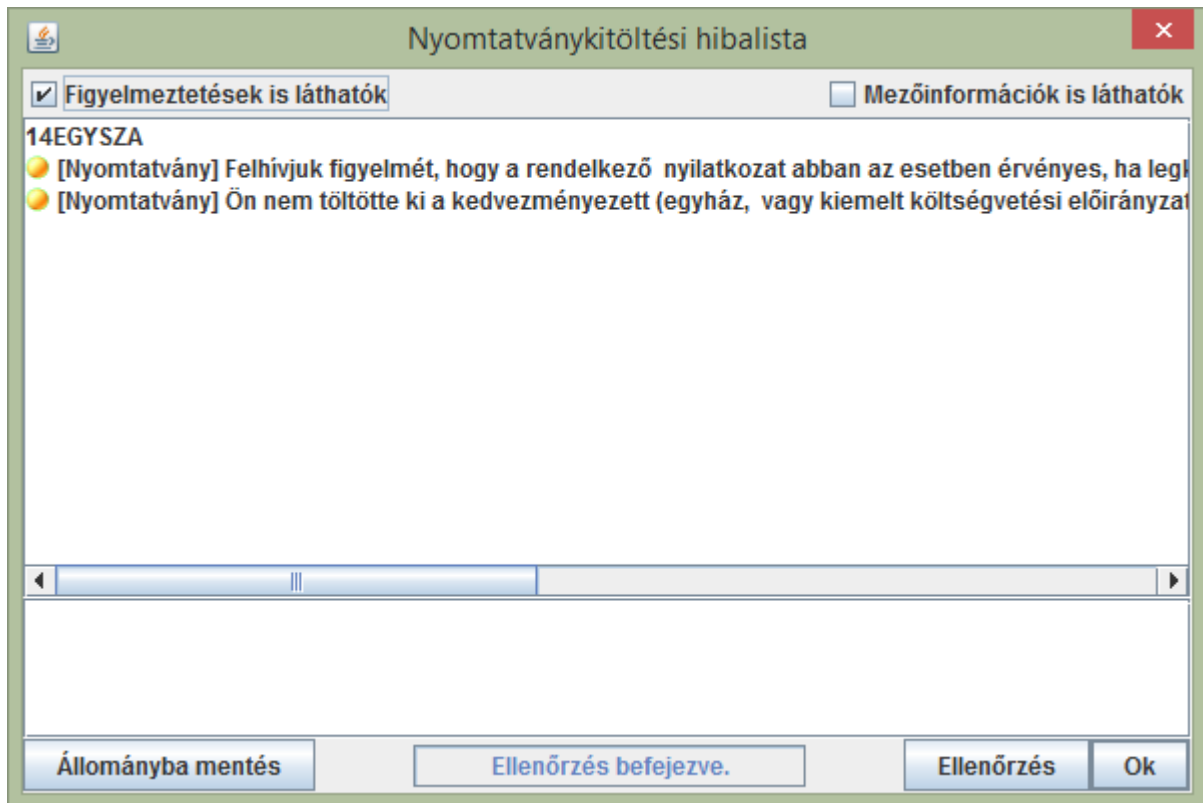 Nyomtatványkitöltési hibalista
Figyelmeztetések is láthatók
Mezőinformációk is láthatók
14EGYSZA
[Nyomtatvány] Felhívjuk figyelmét, hogy a rendelkező nyilatkozat abban az esetben érvényes, ha
[Nyomtatvány] Ön nem töltötte ki a kedvezményezett (egyház, vagy kiemelt költségvetési előirányzat
Állományba mentés
Ellenőrzés befejezve.
Ellenőrzés
Ok